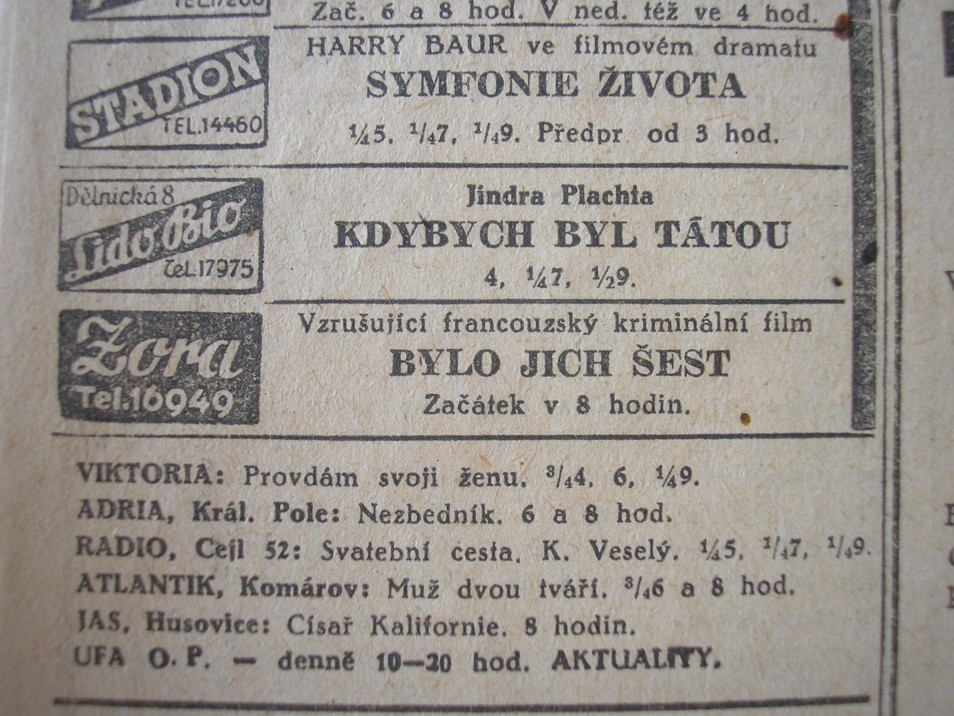 Zač. 6 a 8 hod. V ned. též ve 4 hod.
STADION
TEL.14460
HARRY BAUR ve filmovém dramatu
SYMFONIE ŽIVOTA
¼5, ¼7, ¼9. Předpr od 3 hod.
Dělnická 8
Lido Bio
Tel.17975
Jindra Plachta
KDYBYCH BYL TÁTOU
4, ¼7, ½9.
Zora
Tel.16949
Vzrušující francouzský kriminální film
BYLO JICH ŠEST
Začátek v 8 hodin.
VIKTORIA: Provdám svoji ženu. ¾4, 6, ¼9.
ADRIA, Král. Pole: Nezbedník. 6 a 8 hod.
RADIO, Cejl 52: Svatební cesta, K. Veselý. ¼5, ¼7, ¼9.
ATLANTIK, Komárov: Muž dvou tváří. ¾6 a 8 hod.
JAS, Husovice: Císař Kalifornie. 8 hodin.
UFA O. P. — denně 10—20 hod. AKTUALITY.